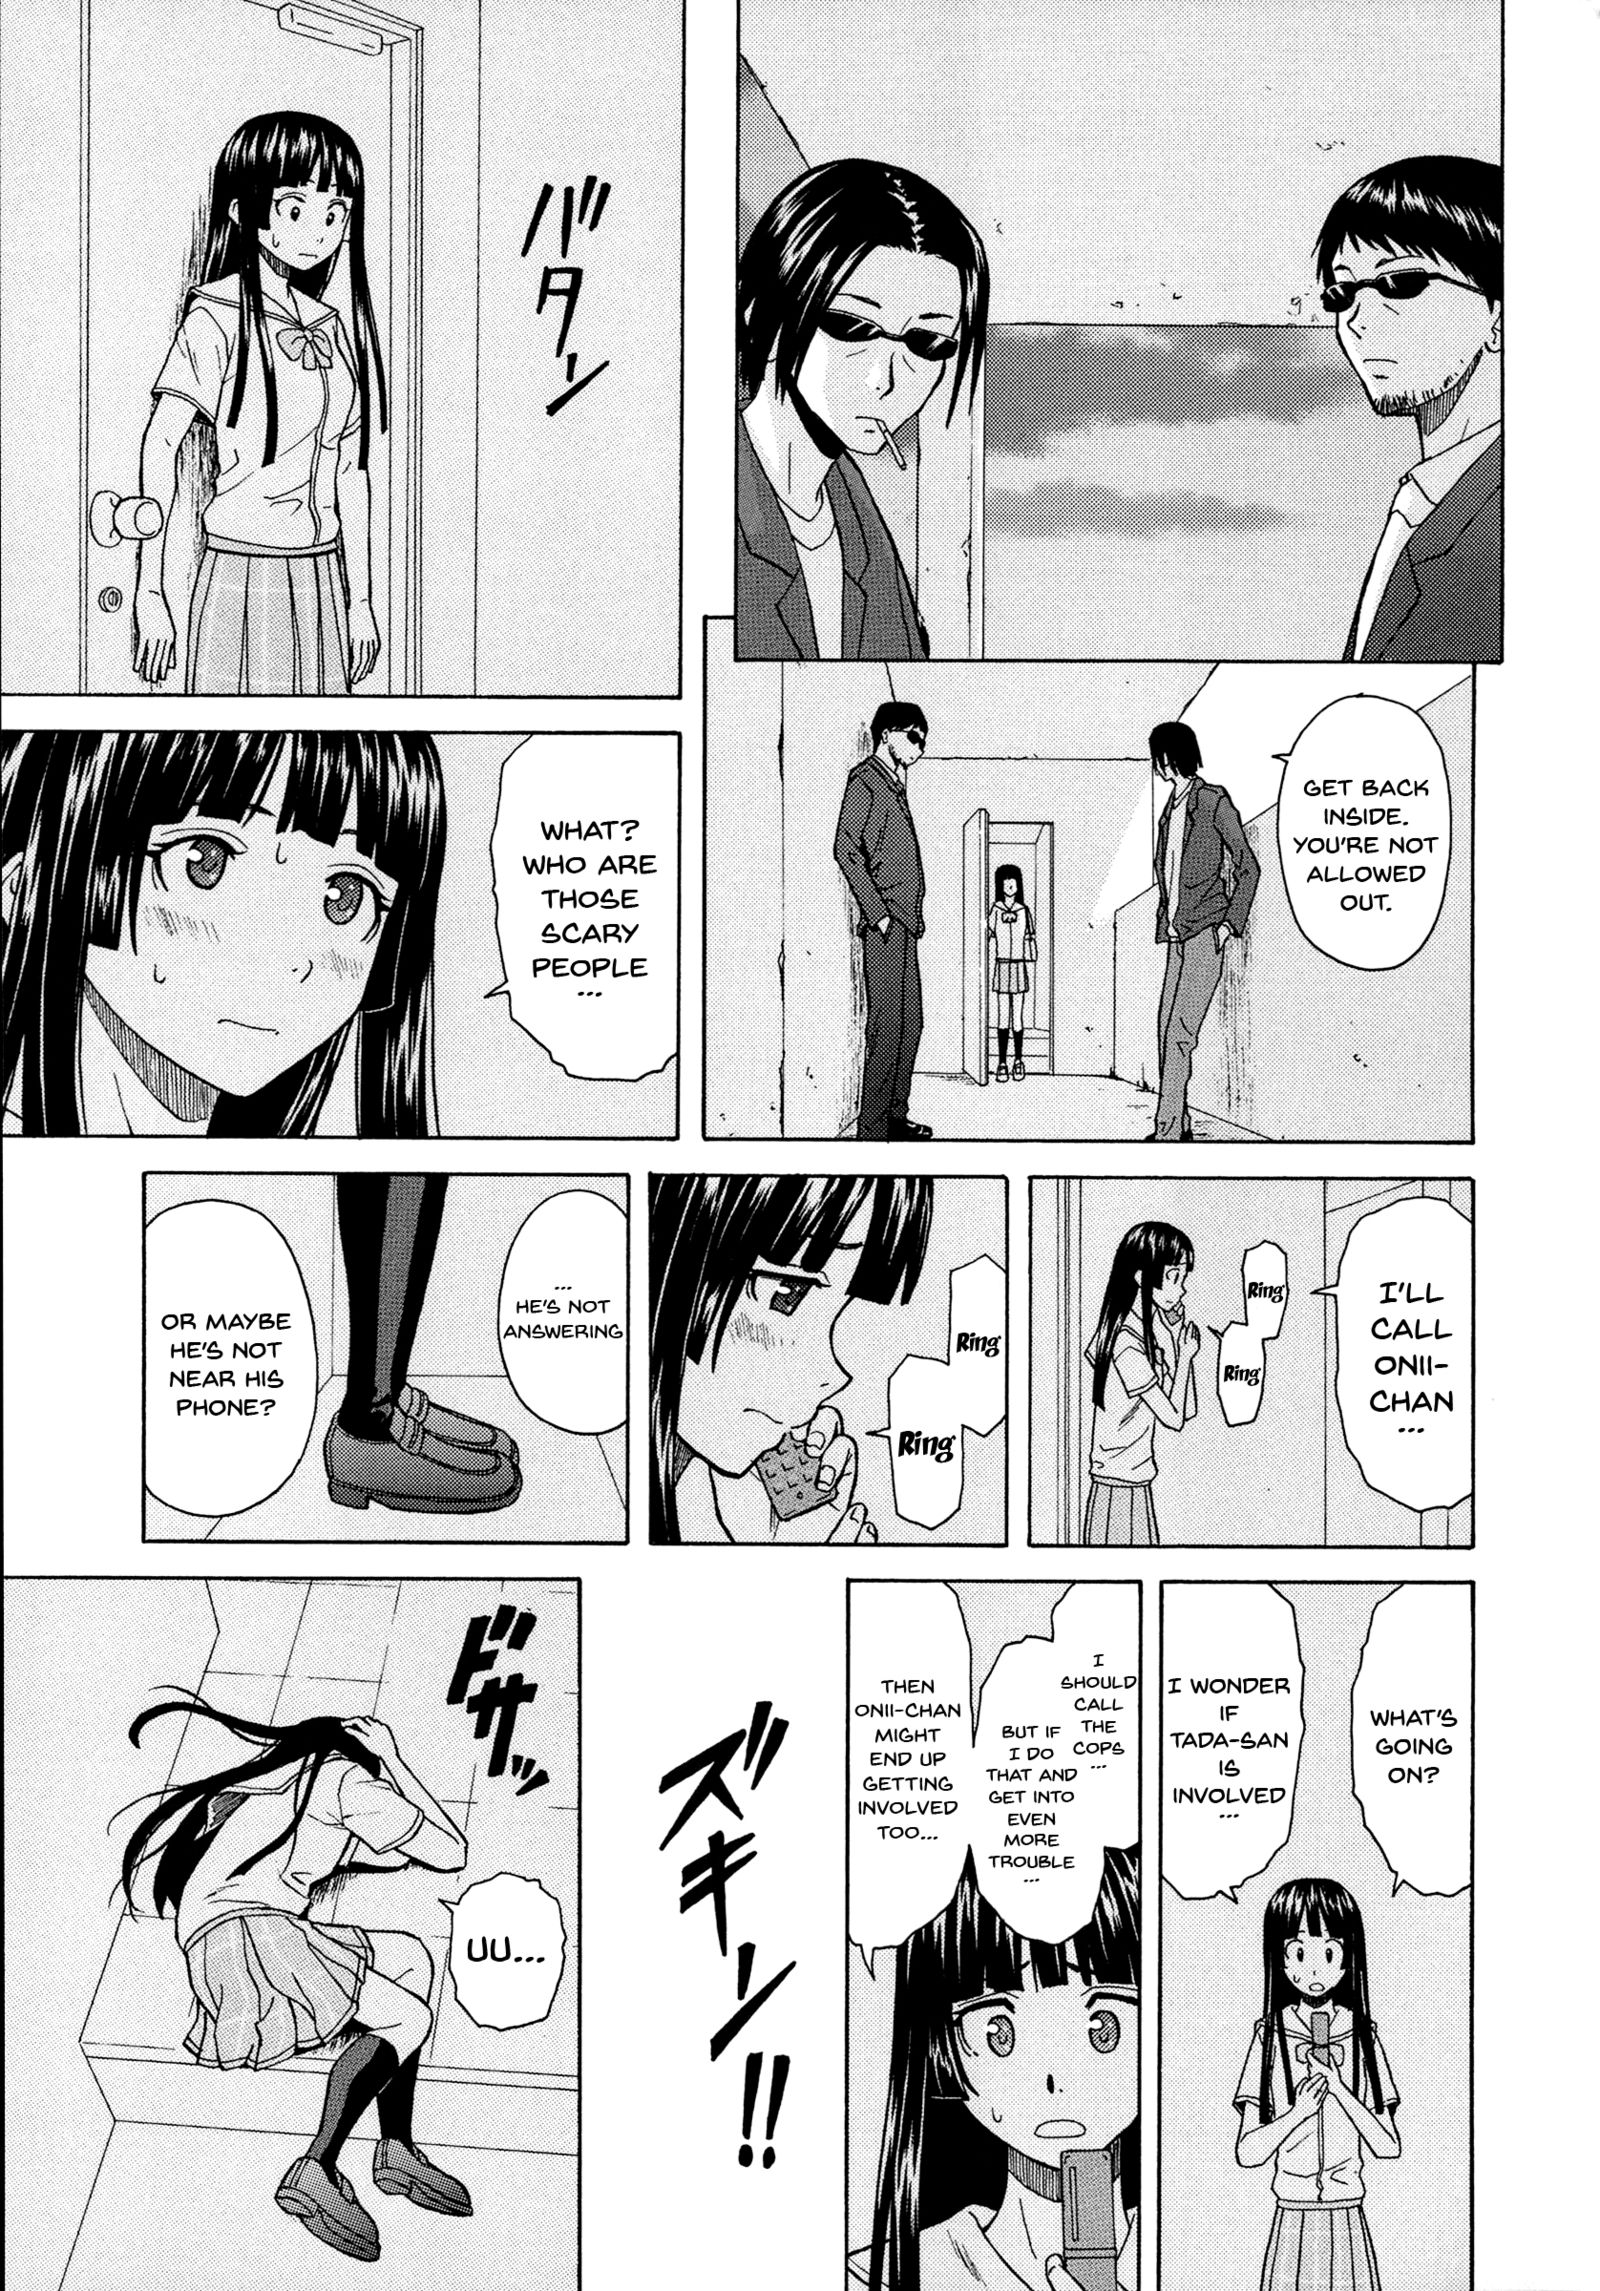 GET BACK
INSIDE.
YOU'RE NOT
ALLOWED
OUT.
バタン
WHAT?
WHO ARE
THOSE
SCARY
PEOPLE
...
I'LL
CALL
ONII-
CHAN
...
Ring
Ring
Ring
Ring
...
HE'S NOT
ANSWERING
OR MAYBE
HE'S NOT
NEAR HIS
PHONE?
WHAT'S
GOING
ON?
I WONDER
IF
TADA-SAN
IS
INVOLVED
...
I
SHOULD
CALL
THE
COPS
...
BUT IF
I DO
THAT AND
GET INTO
EVEN
MORE
TROUBLE
...
THEN
ONII-CHAN
MIGHT
END UP
GETTING
INVOLVED
TOO...
ズキン!!
ドサッ
UU...